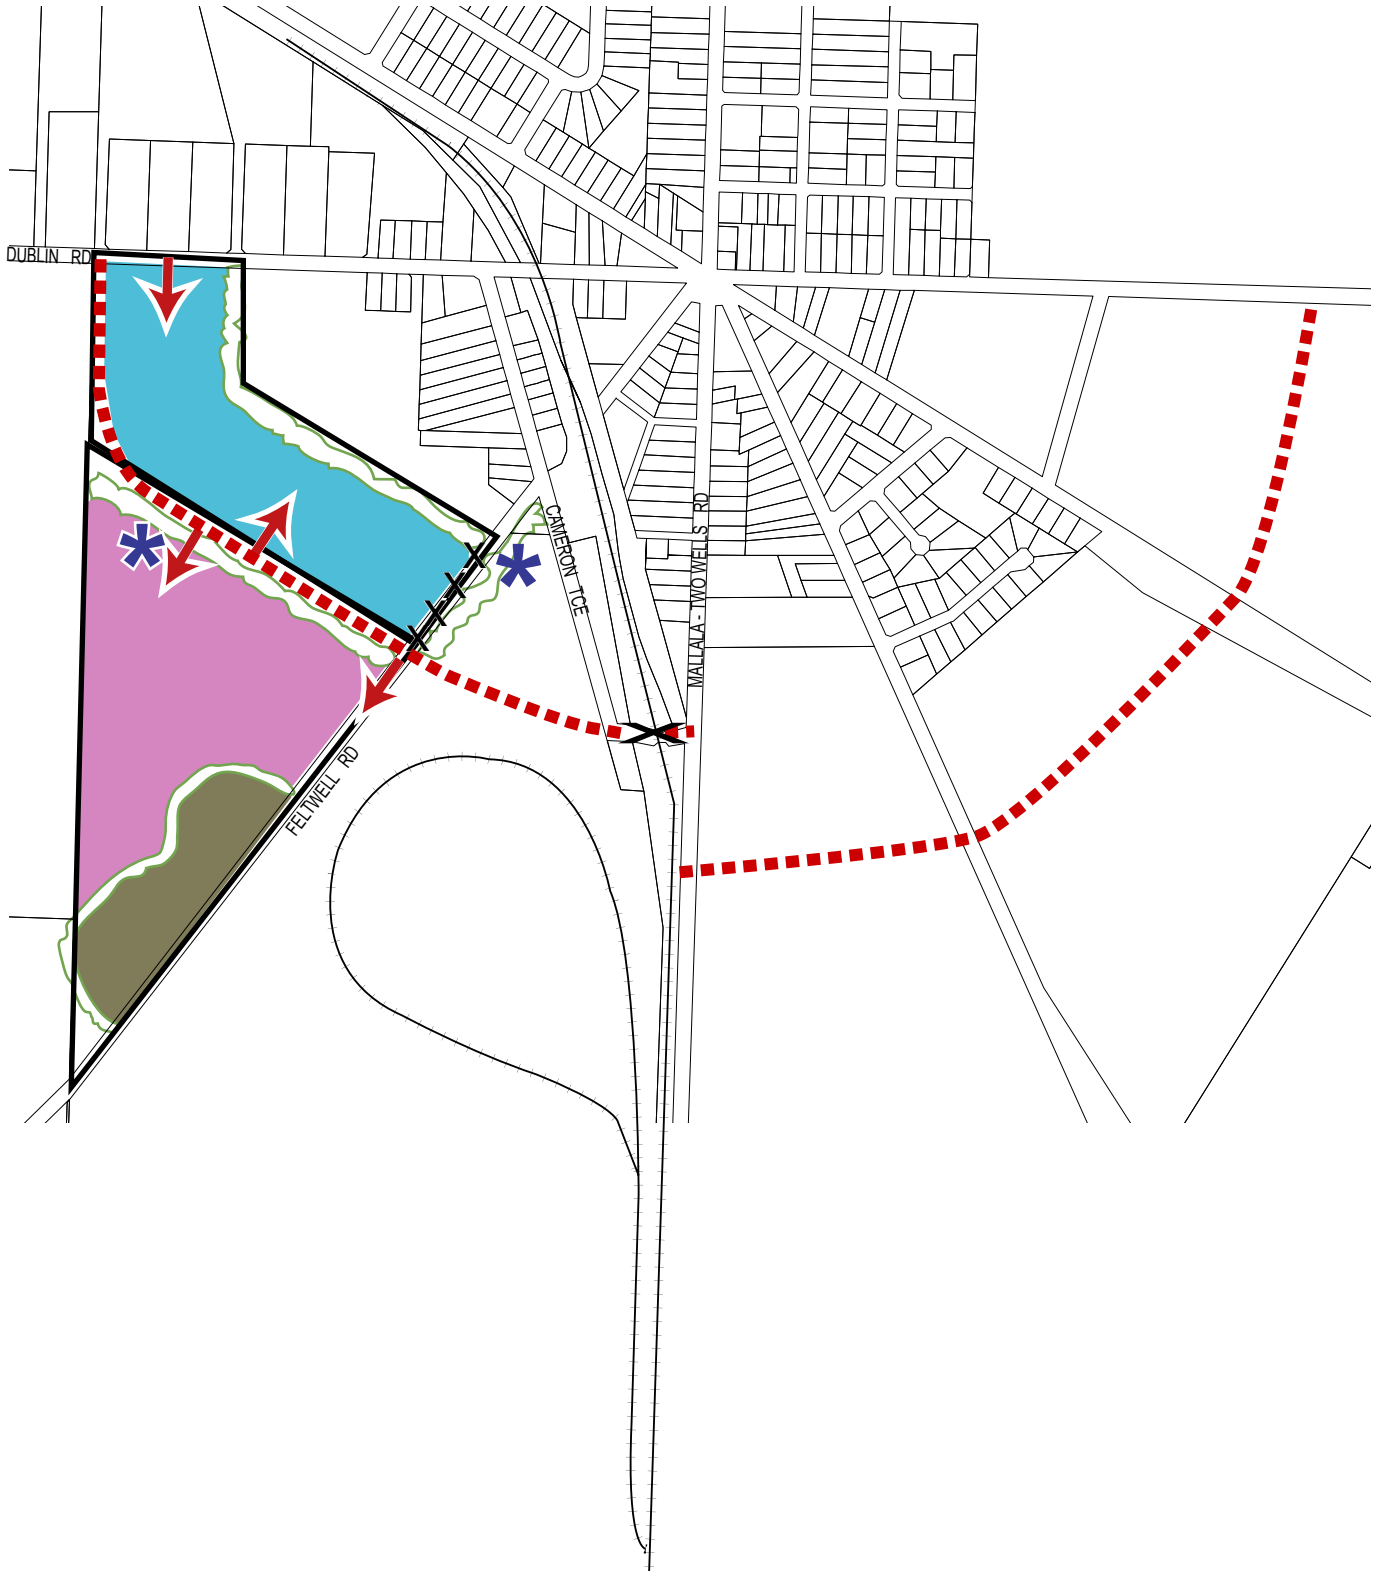 DUBLIN RD
CAMERON TCE
MALLALA - TWO WELLS RD
X
X
X
X
FELTWELL RD